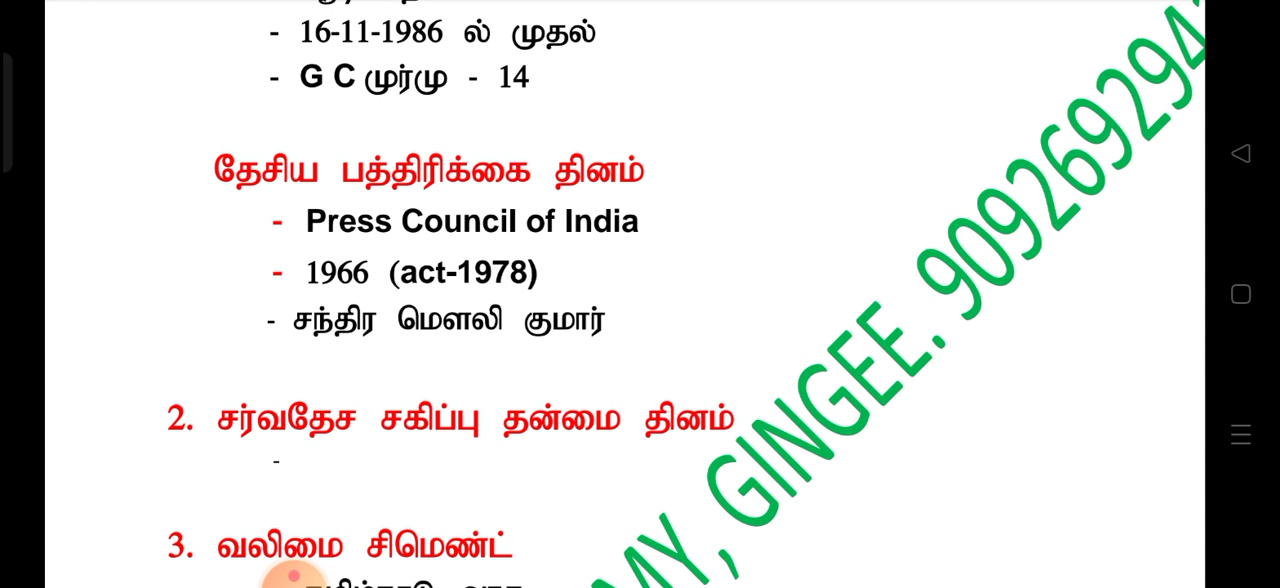 - 16-11-1986 ல் முதல்
- G C முர்மு - 14
தேசிய பத்திரிக்கை தினம்
- Press Council of India
- 1966 (act-1978)
- சந்திர மௌலி குமார்
2. சர்வதேச சகிப்பு தன்மை தினம்
-
3. வலிமை சிமெண்ட்
MY, GINGEE. 909269294